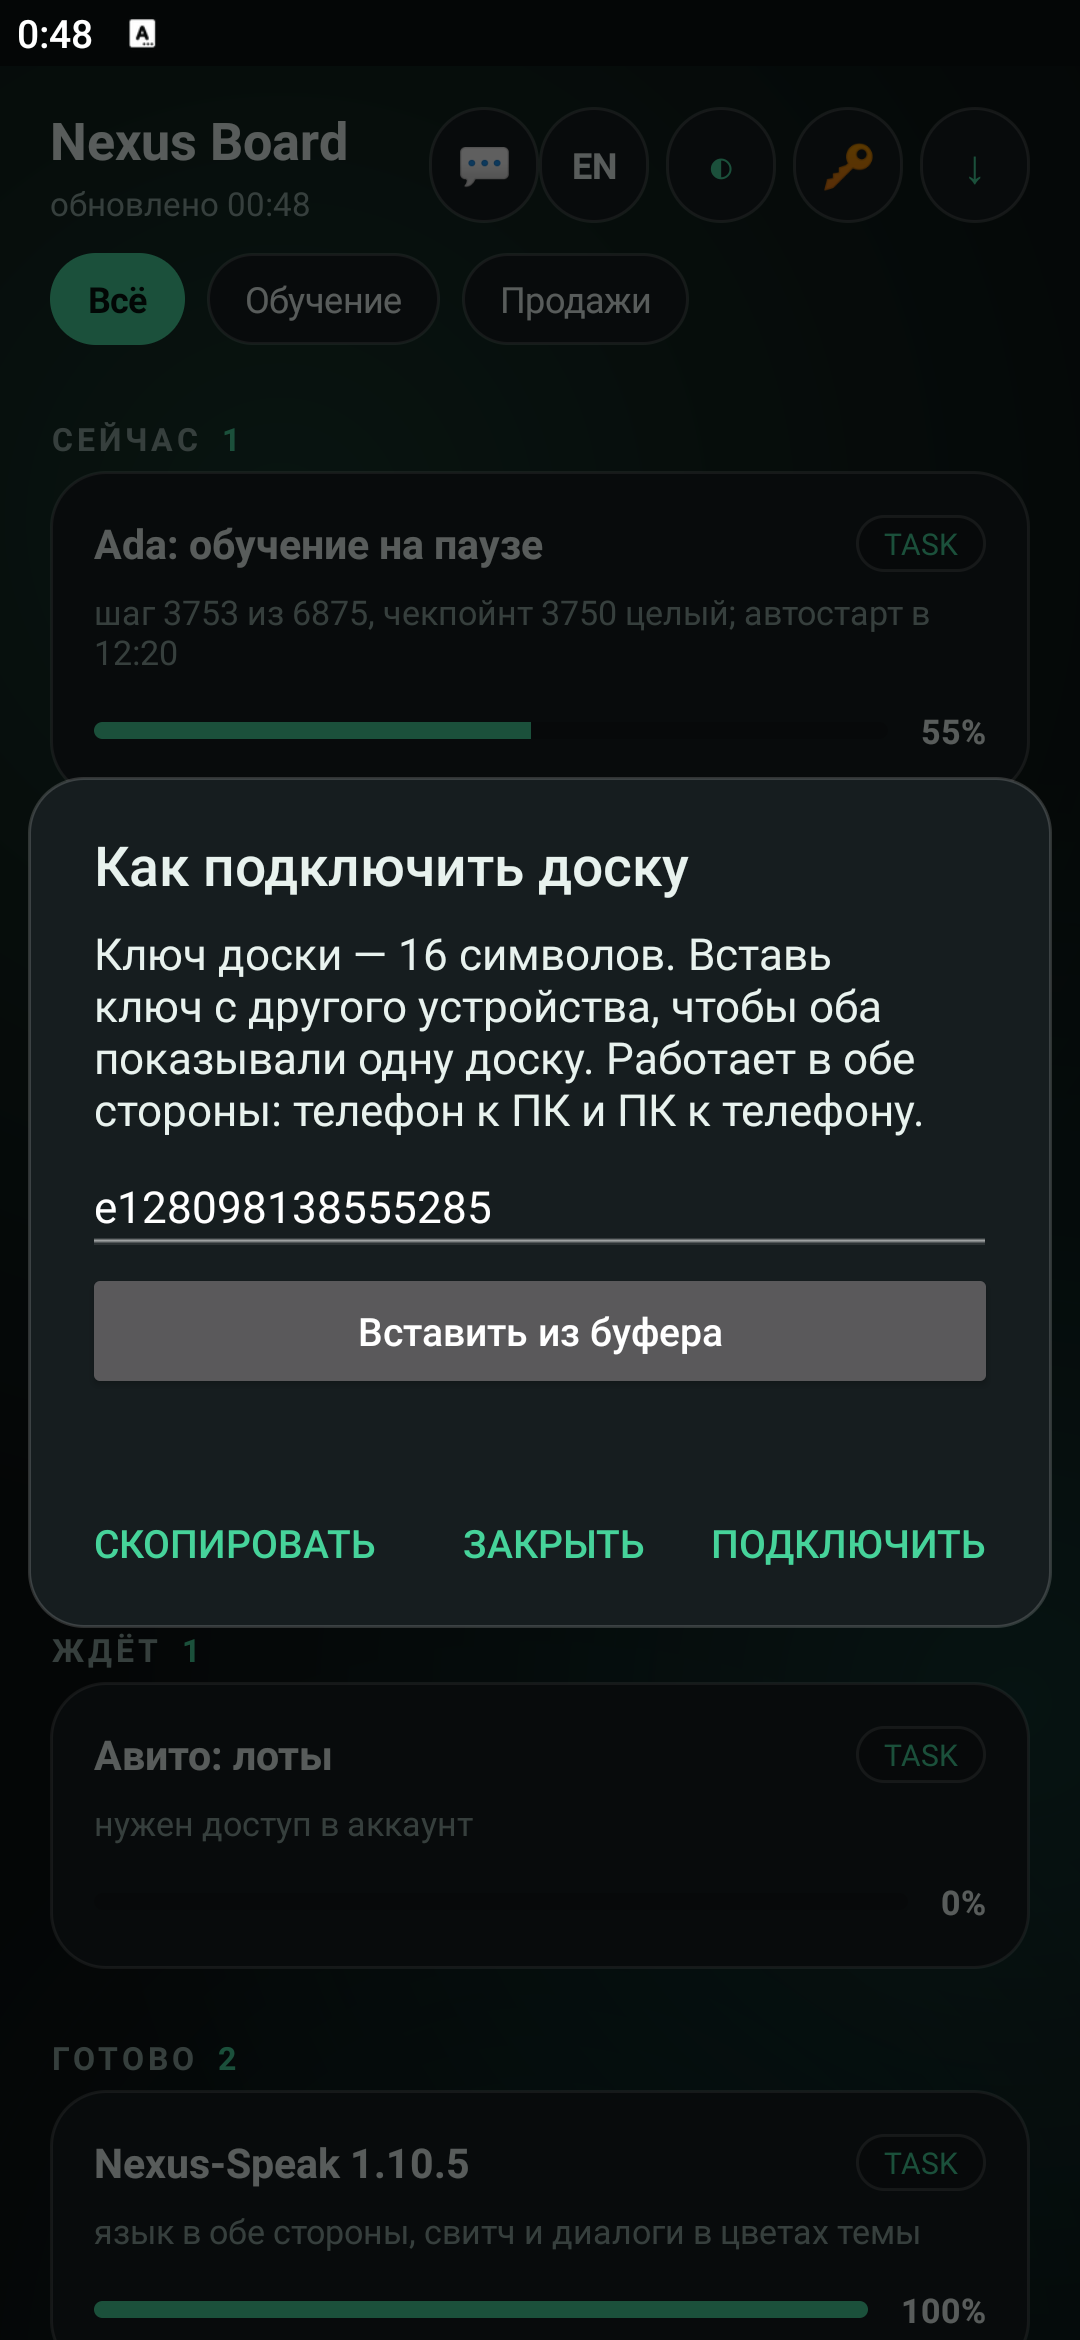 0:48
A
Nexus Board
обновлено 00:48
EN
↓
Всё
Обучение
Продажи
СЕЙЧАС 1
Ada: обучение на паузе
TASK
шаг 3753 из 6875, чекпойнт 3750 целый; автостарт в
12:20
55%
Как подключить доску
Ключ доски — 16 символов. Вставь
ключ с другого устройства, чтобы оба
показывали одну доску. Работает в обе
стороны: телефон к ПК и ПК к телефону.
e128098138555285
Вставить из буфера
СКОПИРОВАТЬ
ЗАКРЫТЬ
ПОДКЛЮЧИТЬ
ЖДЁТ 1
Авито: лоты
TASK
нужен доступ в аккаунт
0%
ГОТОВО 2
Nexus-Speak 1.10.5
TASK
язык в обе стороны, свитч и диалоги в цветах темы
100%